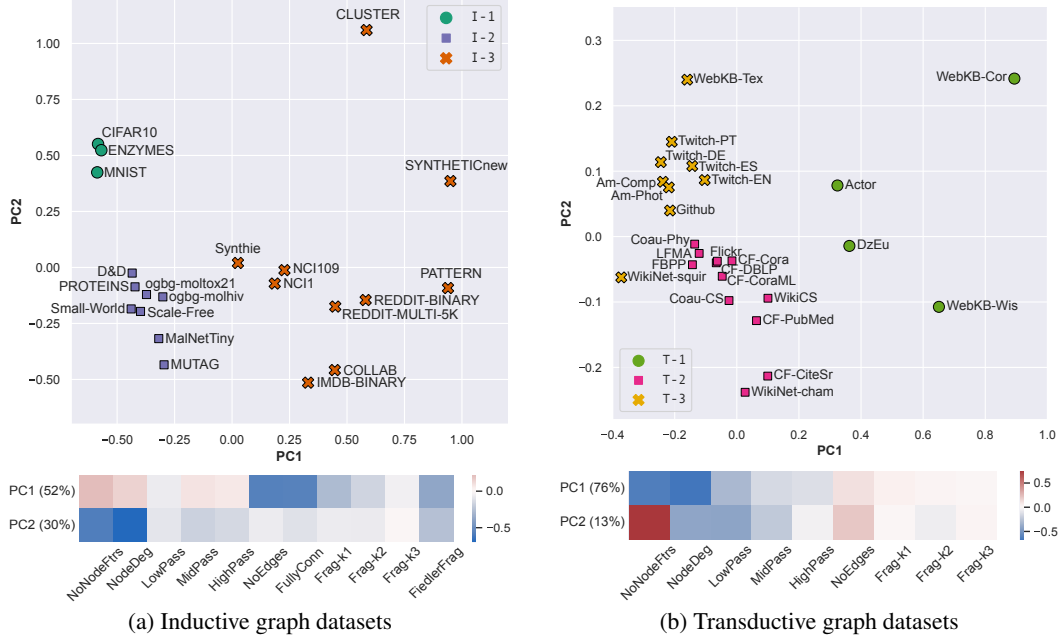 CLUSTER
I-1
I-2
I-3
1.00
0.75
0.50
0.25
0.00
−0.25
−0.50
PC2
CIFAR10
ENZYMES
MNIST
SYNTHETICnew
Synthie
NCI109
NCI1
PATTERN
D&D
PROTEINS
ogbg-moltox21
ogbg-molhiv
Small-World
Scale-Free
REDDIT-BINARY
REDDIT-MULTI-5K
MalNetTiny
MUTAG
COLLAB
IMDB-BINARY
−0.50 −0.25 0.00 0.25 0.50 0.75 1.00
PC1
PC1 (52%)
PC2 (30%)
0.0
−0.5
NoNodeFtrs
NodeDeg
LowPass
MidPass
HighPass
NoEdges
FullyConn
Frag-k1
Frag-k2
Frag-k3
FiedlerFrag
(a) Inductive graph datasets
0.3
0.2
0.1
0.0
−0.1
−0.2
PC2
WebKB-Tex
WebKB-Cor
Twitch-PT
Twitch-DE
Twitch-ES
Am-Comp
Twitch-EN
Am-Phot
Actor
Github
Coau-Phy
LFMA
Flickr
CF-Cora
DzEu
FBPP
CF-DBLP
WikiNet-squir
CF-CoraML
Coau-CS
WikiCS
WebKB-Wis
CF-PubMed
CF-CiteSr
WikiNet-cham
T-1
T-2
T-3
−0.4 −0.2 0.0 0.2 0.4 0.6 0.8 1.0
PC1
PC1 (76%)
PC2 (13%)
0.5
0.0
−0.5
NoNodeFtrs
NodeDeg
LowPass
MidPass
HighPass
NoEdges
Frag-k1
Frag-k2
Frag-k3
(b) Transductive graph datasets